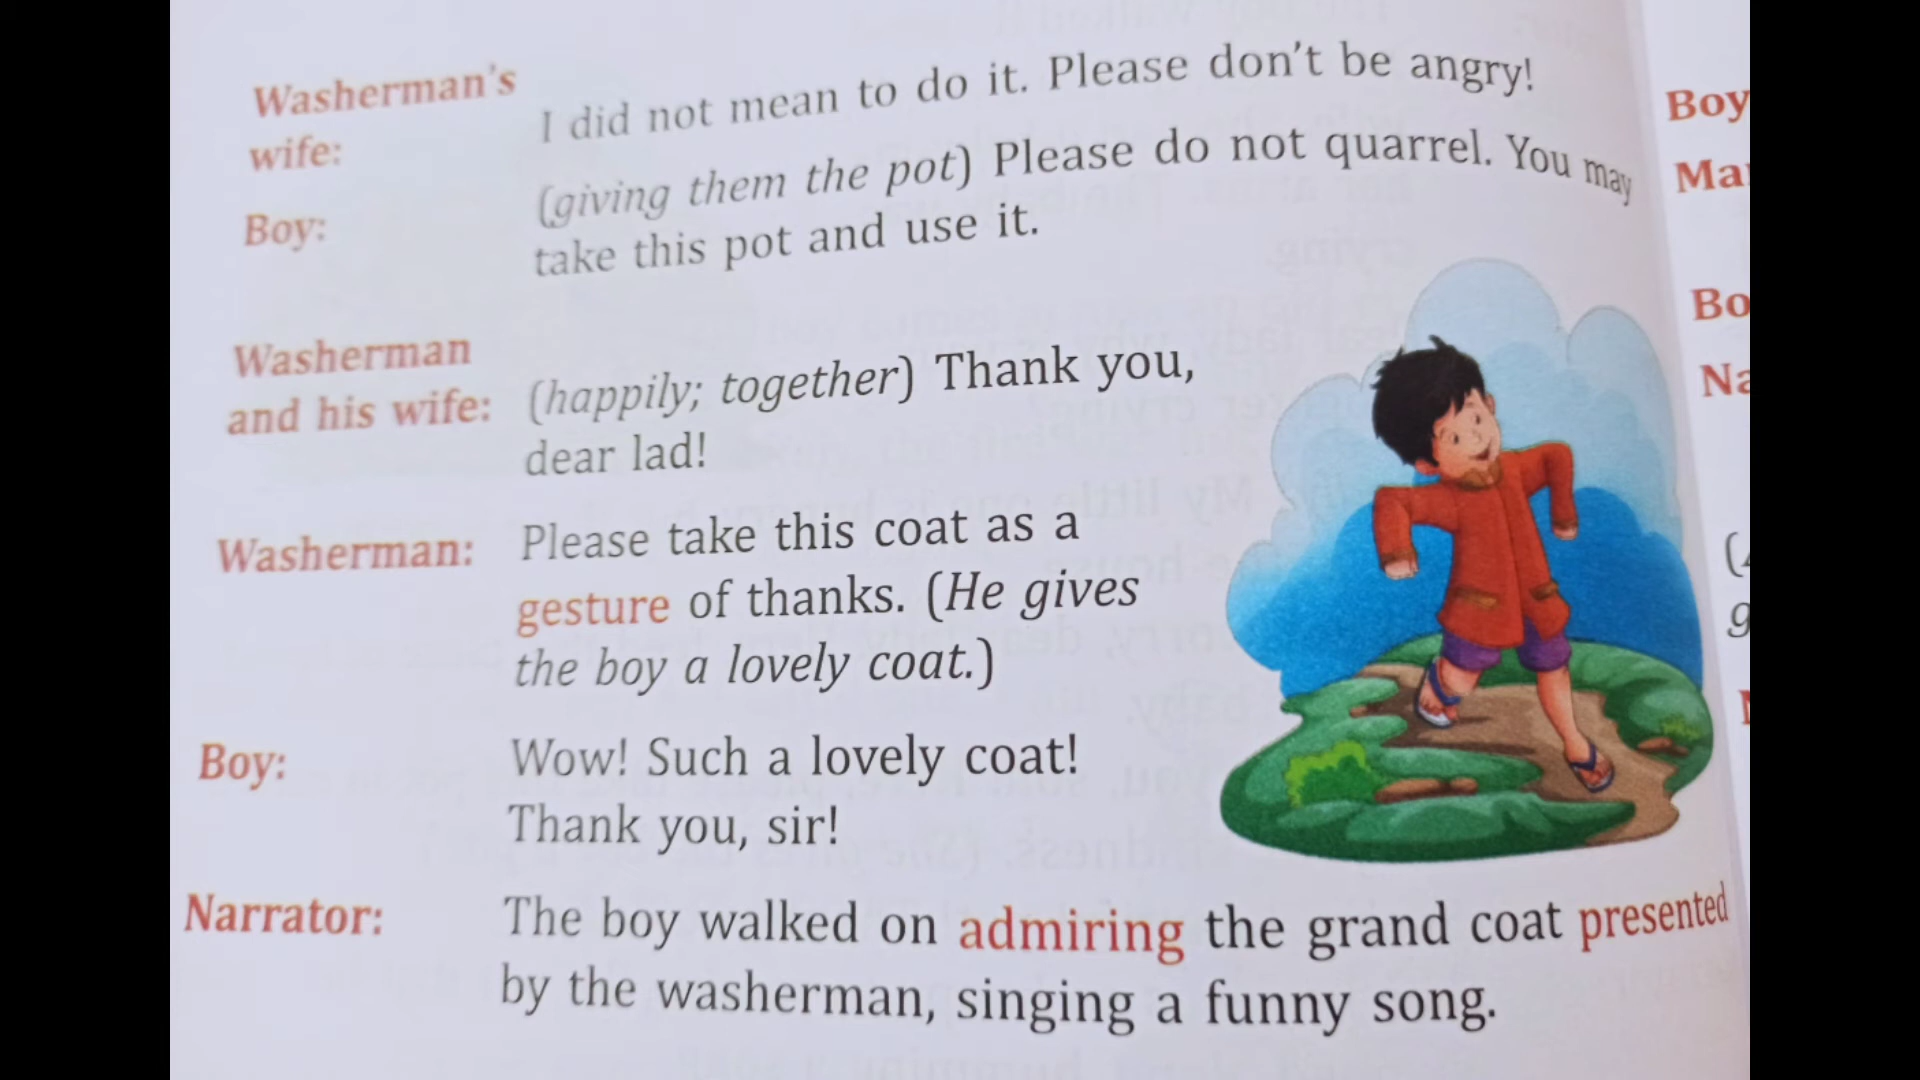 Washerman's
wife: I did not mean to do it. Please don't be angry!
Boy: (giving them the pot) Please do not quarrel. You may
take this pot and use it.
Washerman
and his wife: (happily; together) Thank you,
dear lad!
Washerman: Please take this coat as a
gesture of thanks. (He gives
the boy a lovely coat.)
Boy: Wow! Such a lovely coat!
Thank you, sir!
Narrator: The boy walked on admiring the grand coat presented
by the washerman, singing a funny song.
Boy